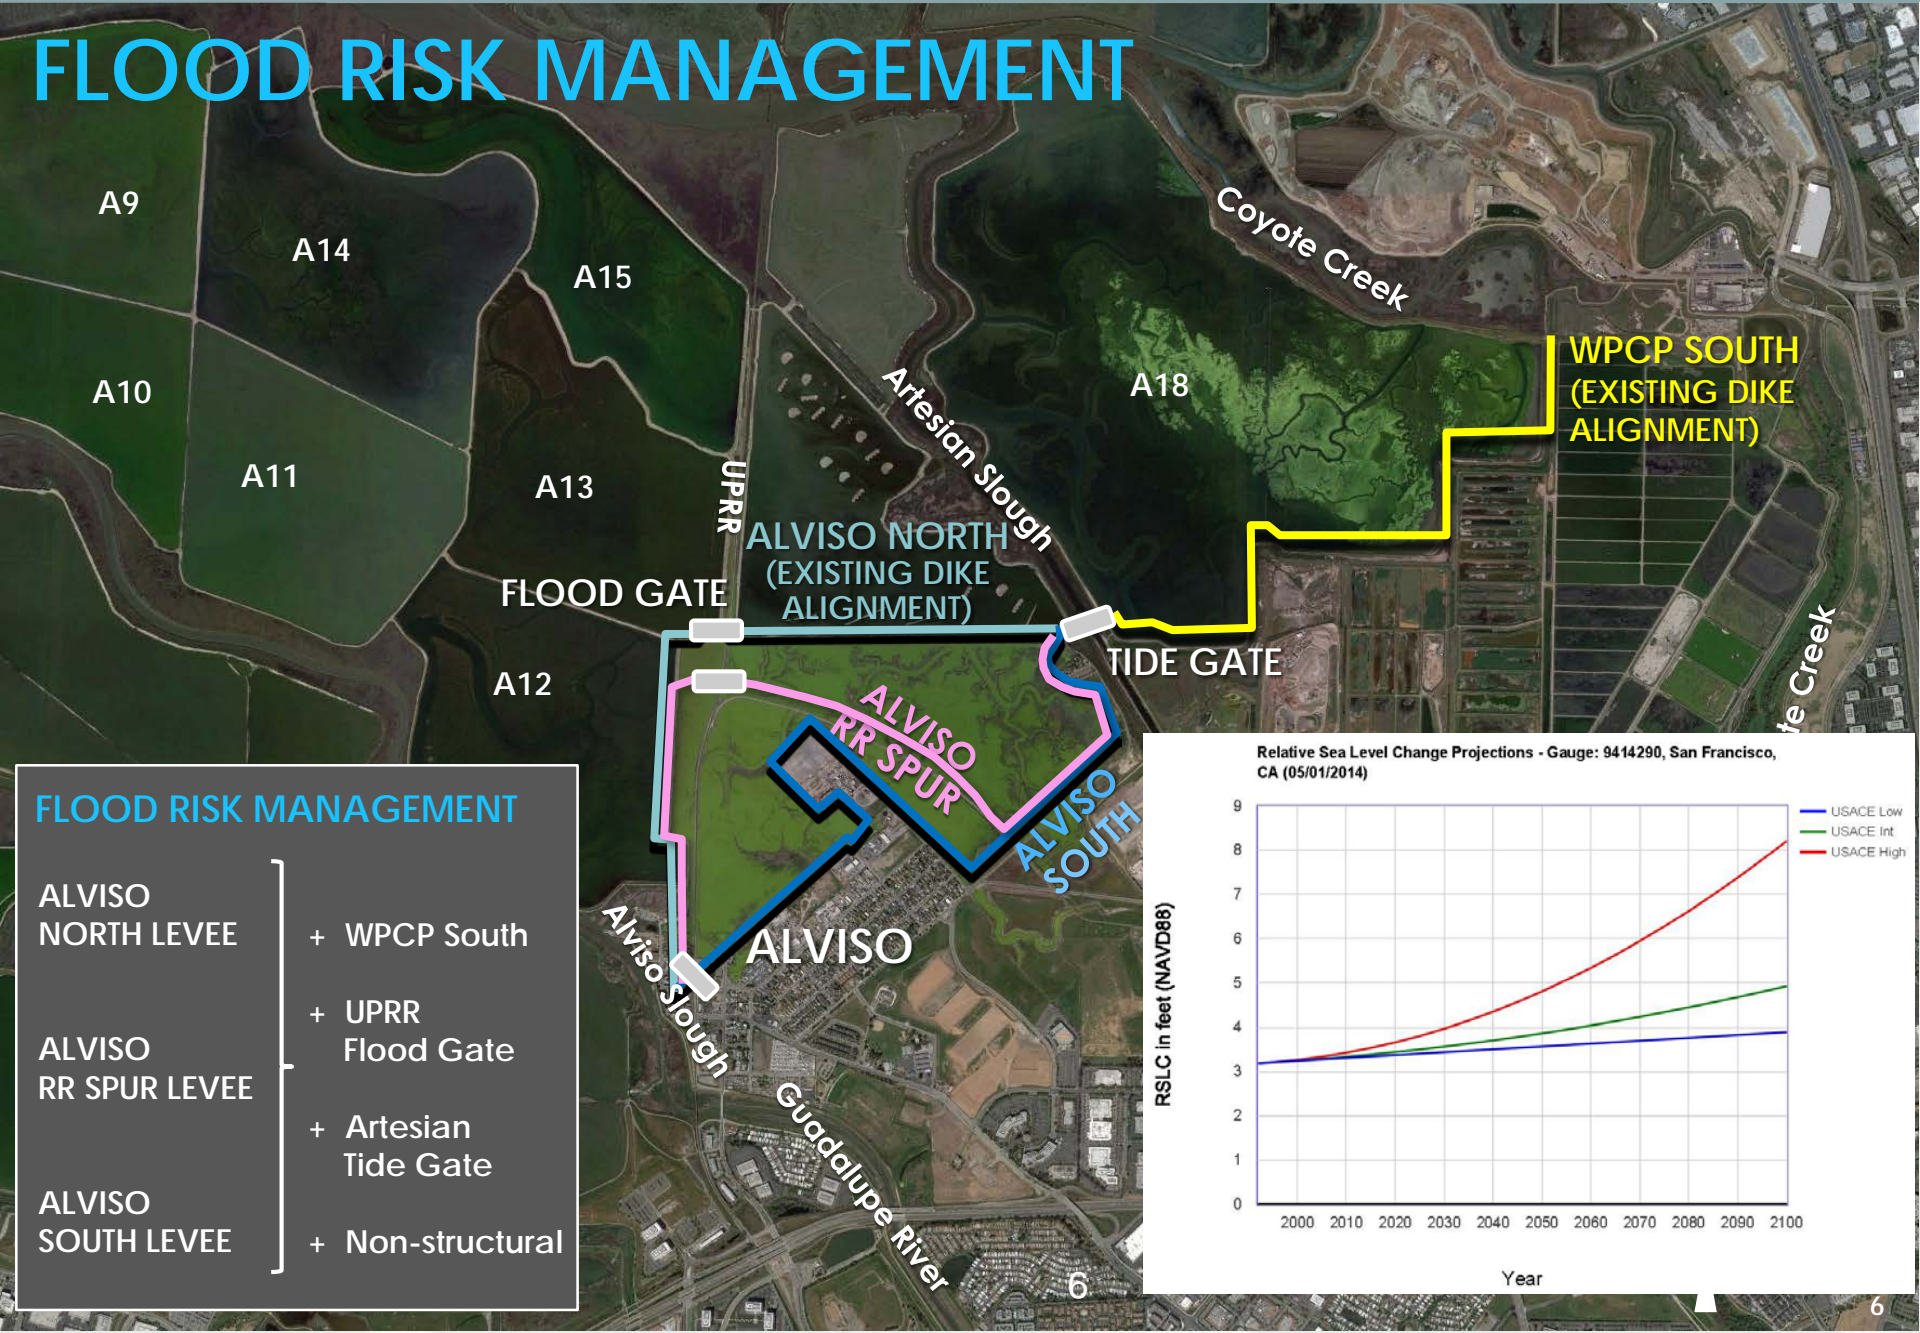 FLOOD RISK MANAGEMENT
A9
A14
A15
Coyote Creek
A10
A11
A13
UPRR
Artesian Slough
A18
WPCP SOUTH
(EXISTING DIKE
ALIGNMENT)
ALVISO NORTH
(EXISTING DIKE
ALIGNMENT)
FLOOD GATE
A12
TIDE GATE
te Creek
ALVISO
RR SPUR
ALVISO
SOUTH
ALVISO
Alviso Slough
Guadalupe River
FLOOD RISK MANAGEMENT
ALVISO
NORTH LEVEE
ALVISO
RR SPUR LEVEE
ALVISO
SOUTH LEVEE
+ WPCP South
+ UPRR
Flood Gate
+ Artesian
Tide Gate
+ Non-structural
Relative Sea Level Change Projections - Gauge: 9414290, San Francisco,
CA (05/01/2014)
RSLC in feet (NAVD88)
9
8
7
6
5
4
3
2
1
0
2000 2010 2020 2030 2040 2050 2060 2070 2080 2090 2100
Year
USACE Low
USACE Int
USACE High
6
6